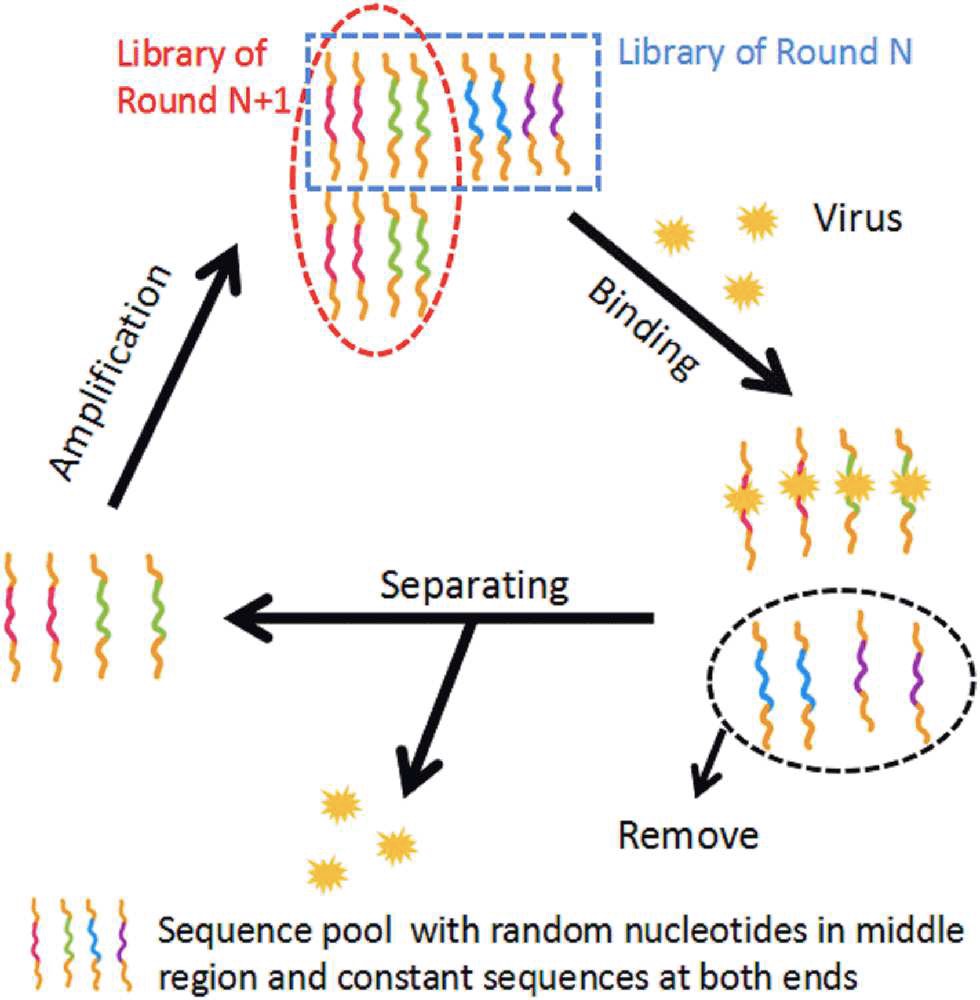 Library of
Round N+1
Library of Round N
Virus
Binding
Amplification
Separating
Remove
Sequence pool with random nucleotides in middle
region and constant sequences at both ends